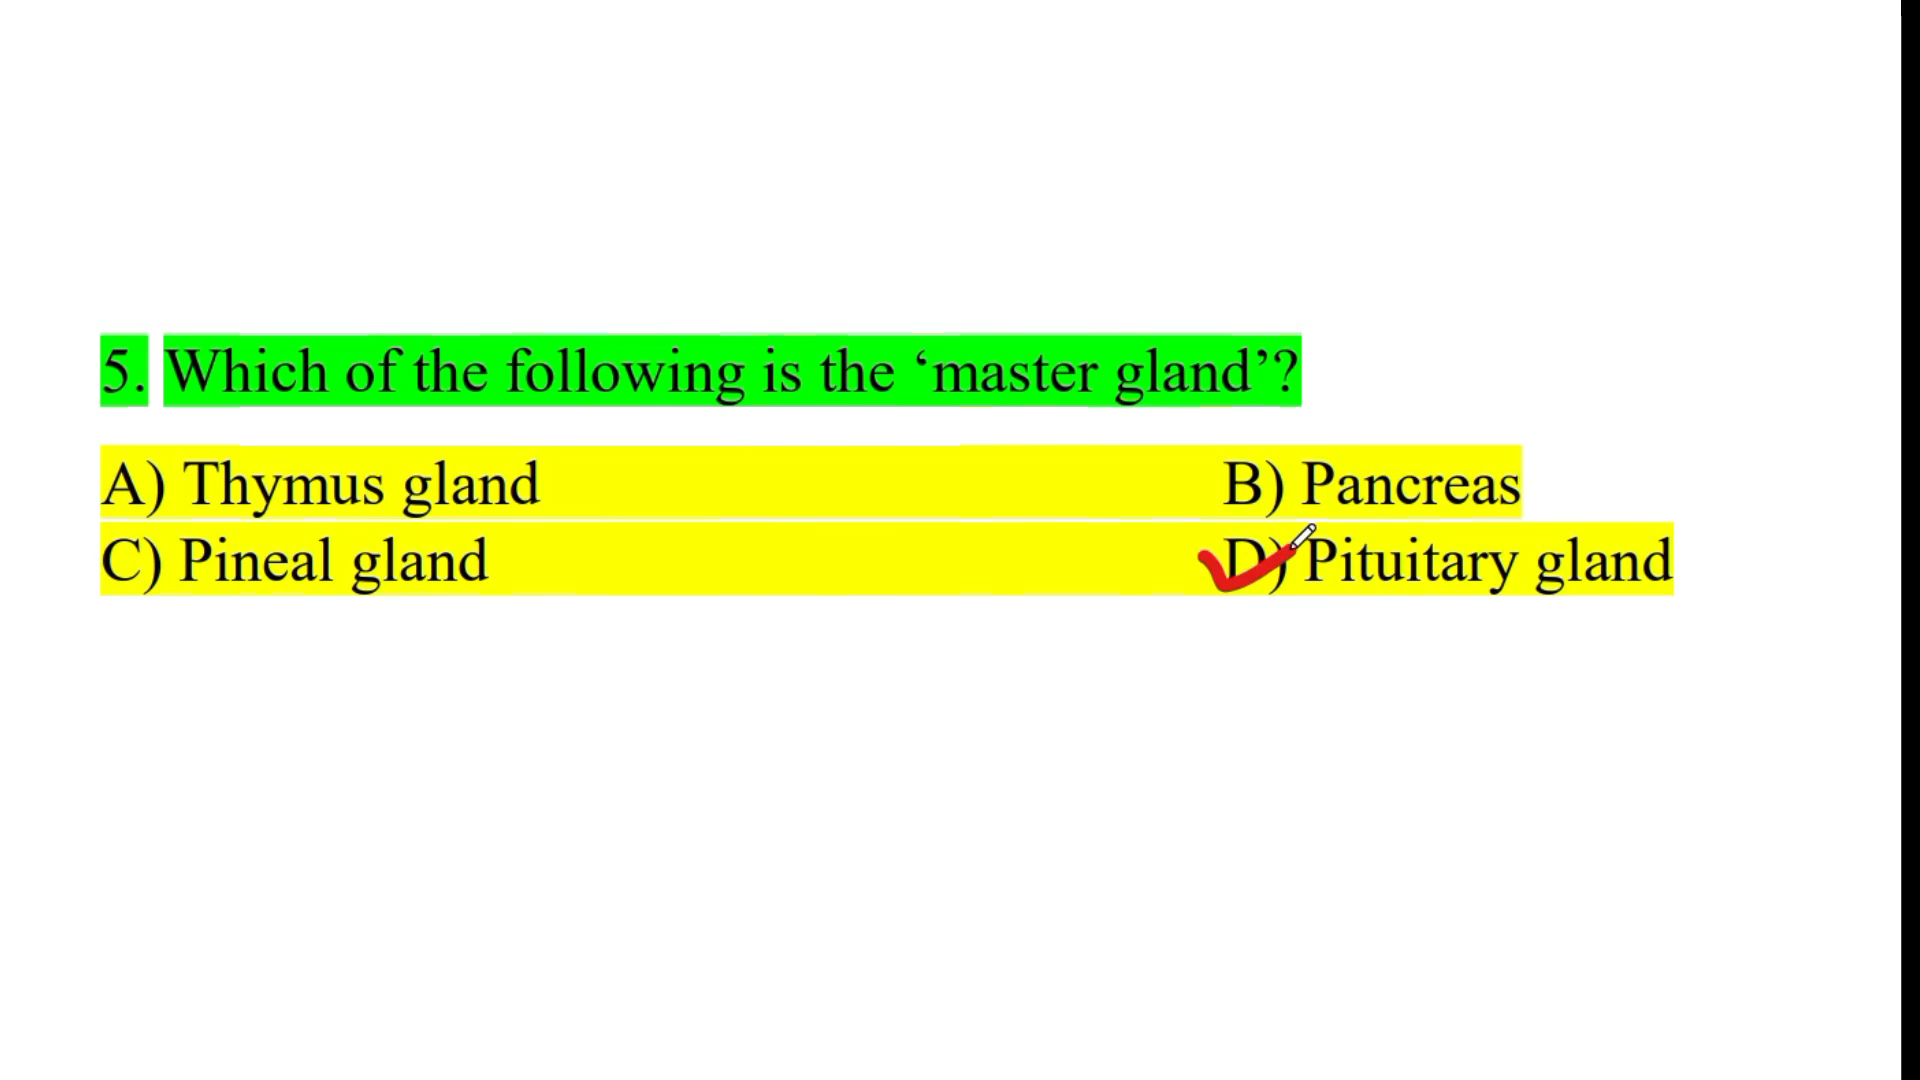 5. Which of the following is the ‘master gland’?
A) Thymus gland B) Pancreas
C) Pineal gland D) Pituitary gland